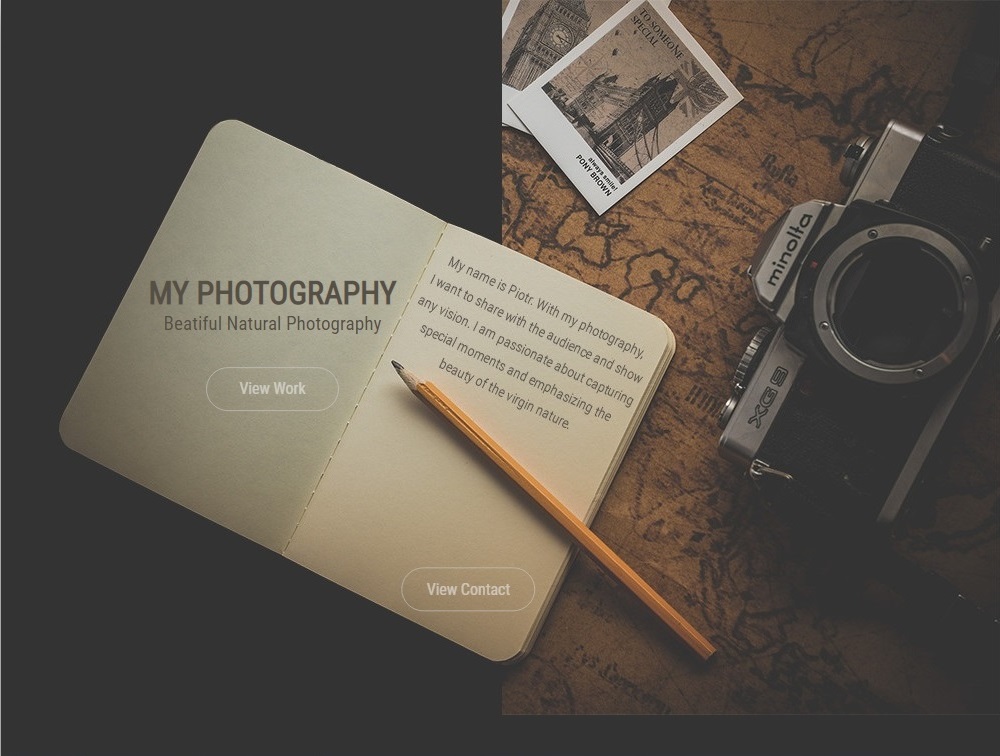 MY PHOTOGRAPHY
Beatiful Natural Photography
View Work
My name is Piotr. With my photography,
I want to share with the audience and show
any vision. I am passionate about capturing
special moments and emphasizing the
beauty of the virgin nature.
View Contact
TO SOMEONE
SPECIAL
always smile!
PONY BROWN
minolta
XG9